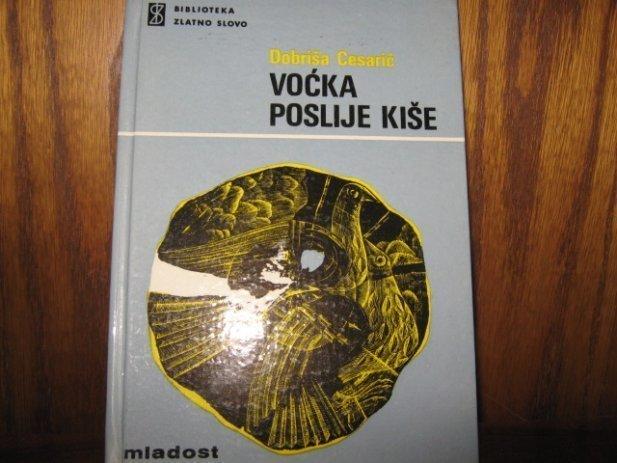 BIBLIOTEKA
ZLATNO SLOVO
Dobriša Cesarić
VOĆKA
POSLIJE KIŠE
mladost